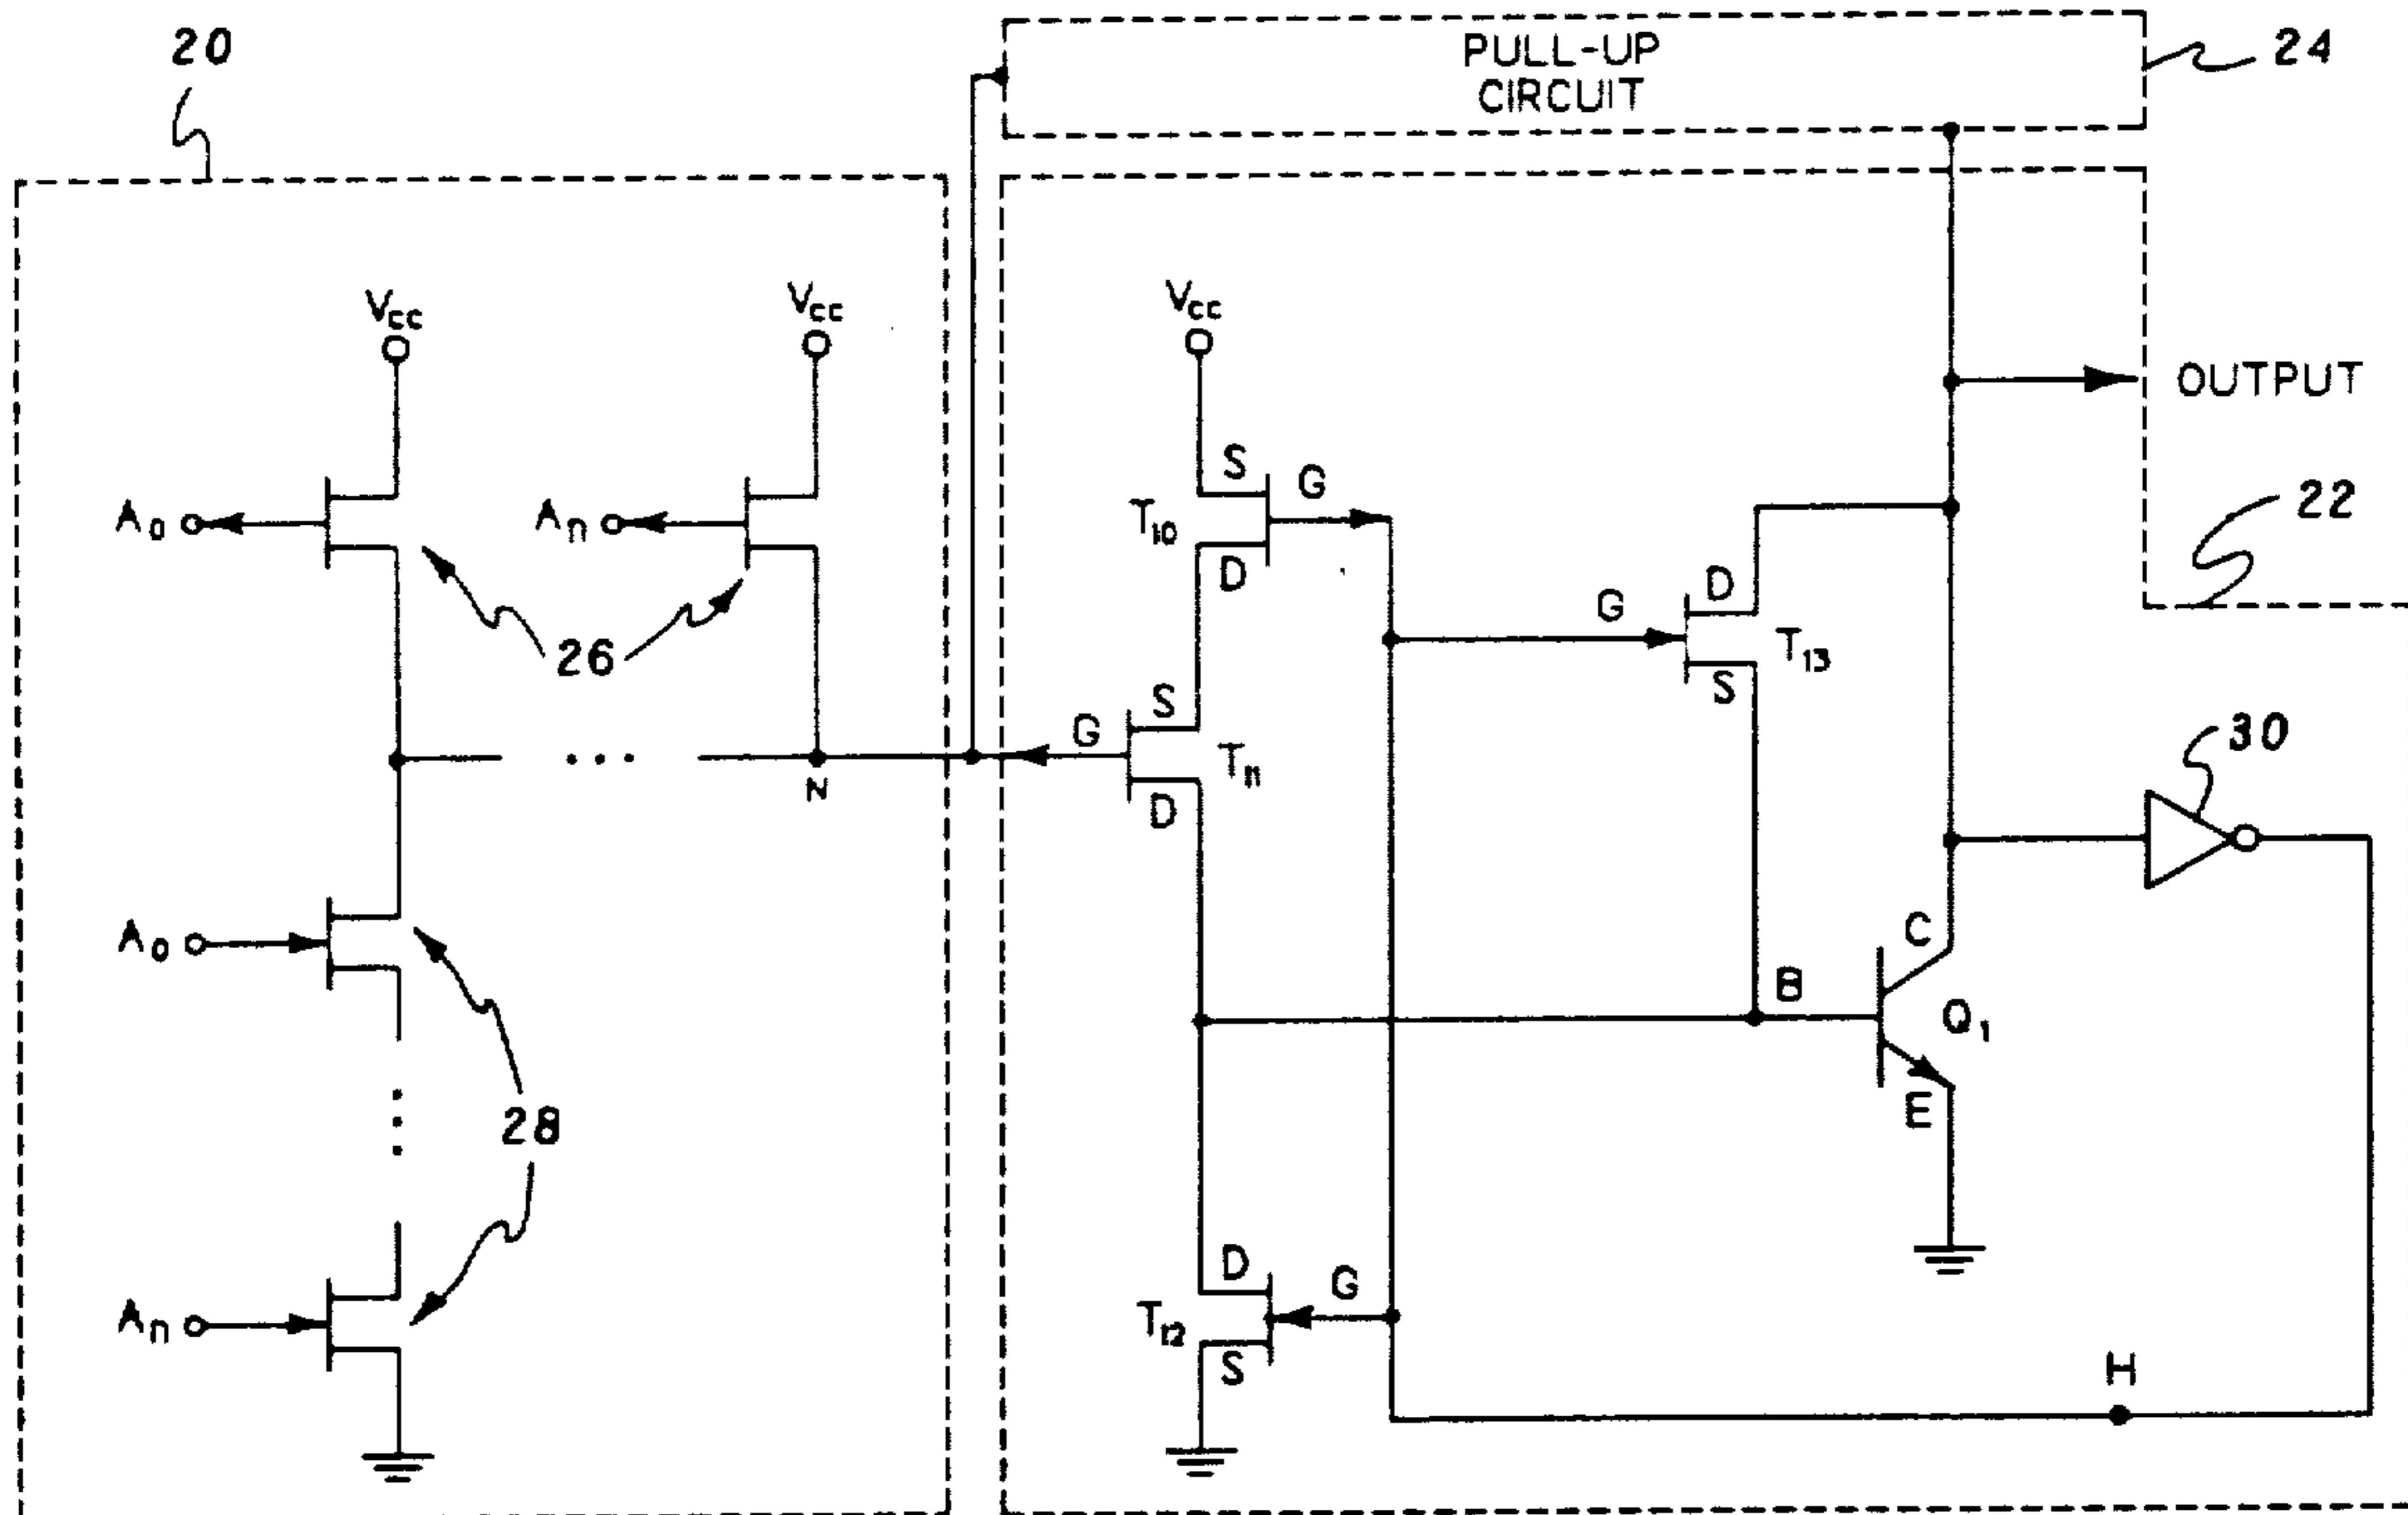 20
PULL-UP
CIRCUIT
24
Vcc
Vcc
Vcc
OUTPUT
S
G
A0
An
T10
22
D
D
G
26
T13
S
S
G
T11
30
N
D
C
A0
B
Q1
E
28
D
G
An
T12
S
H